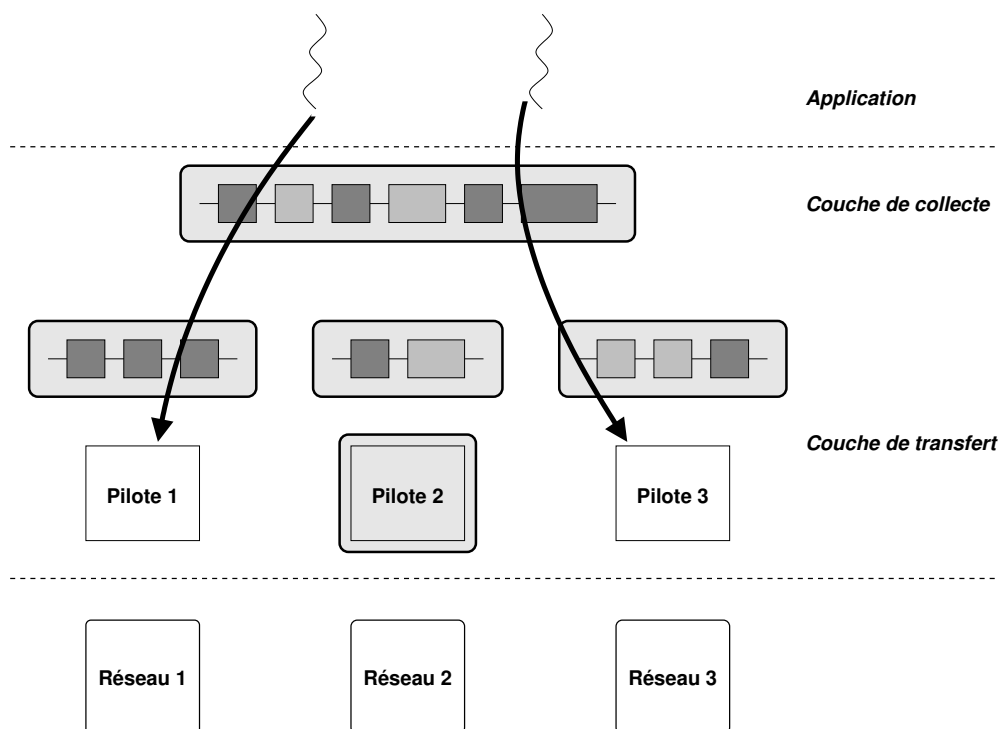 Application
Couche de collecte
Couche de transfert
Pilote 1
Pilote 2
Pilote 3
Réseau 1
Réseau 2
Réseau 3